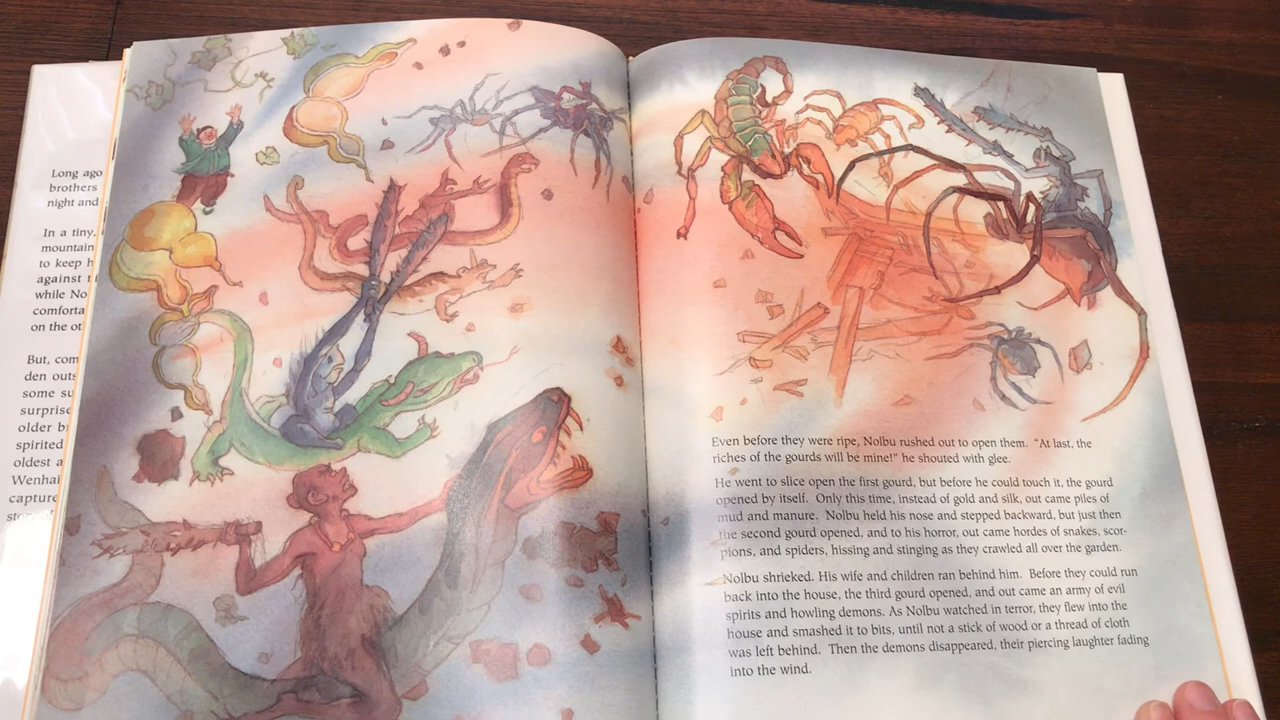 Long ago
brothers
night and
In a tiny,
mountain
to keep h
against t
while No
comforta
on the ot
But, com
den outs
some su
surprise
older br
spirited
oldest a
Wenhai
capture
Even before they were ripe, Nolbu rushed out to open them. “At last, the
riches of the gourds will be mine!” he shouted with glee.
He went to slice open the first gourd, but before he could touch it, the gourd
opened by itself. Only this time, instead of gold and silk, out came piles of
mud and manure. Nolbu held his nose and stepped backward, but just then
the second gourd opened, and to his horror, out came hordes of snakes, scor-
pions, and spiders, hissing and stinging as they crawled all over the garden.
Nolbu shrieked. His wife and children ran behind him. Before they could run
back into the house, the third gourd opened, and out came an army of evil
spirits and howling demons. As Nolbu watched in terror, they flew into the
house and smashed it to bits, until not a stick of wood or a thread of cloth
was left behind. Then the demons disappeared, their piercing laughter fading
into the wind.